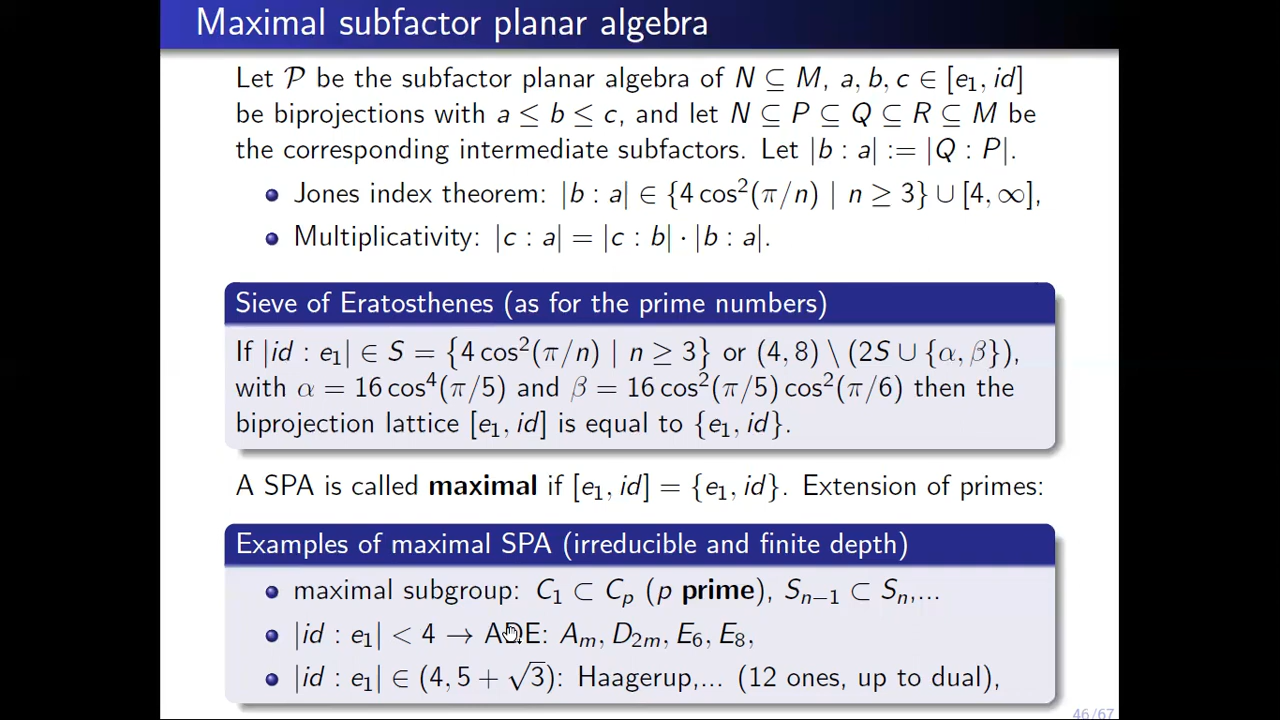 Maximal subfactor planar algebra
Let 𝒫 be the subfactor planar algebra of N ⊆ M, a, b, c ∈ [e₁, id]
be biprojections with a ≤ b ≤ c, and let N ⊆ P ⊆ Q ⊆ R ⊆ M be
the corresponding intermediate subfactors. Let |b : a| := |Q : P|.
Jones index theorem: |b : a| ∈ {4 cos²(π/n) | n ≥ 3} ∪ [4, ∞],
Multiplicativity: |c : a| = |c : b| · |b : a|.
Sieve of Eratosthenes (as for the prime numbers)
If |id : e₁| ∈ S = {4 cos²(π/n) | n ≥ 3} or (4, 8) \ (2S ∪ {α, β}),
with α = 16 cos⁴(π/5) and β = 16 cos²(π/5) cos²(π/6) then the
biprojection lattice [e₁, id] is equal to {e₁, id}.
A SPA is called maximal if [e₁, id] = {e₁, id}. Extension of primes:
Examples of maximal SPA (irreducible and finite depth)
maximal subgroup: C₁ ⊂ Cₚ (p prime), Sₙ₋₁ ⊂ Sₙ,...
|id : e₁| < 4 → ADE: Aₘ, D₂ₘ, E₆, E₈,
|id : e₁| ∈ (4, 5 + √3): Haagerup,... (12 ones, up to dual),
46/67